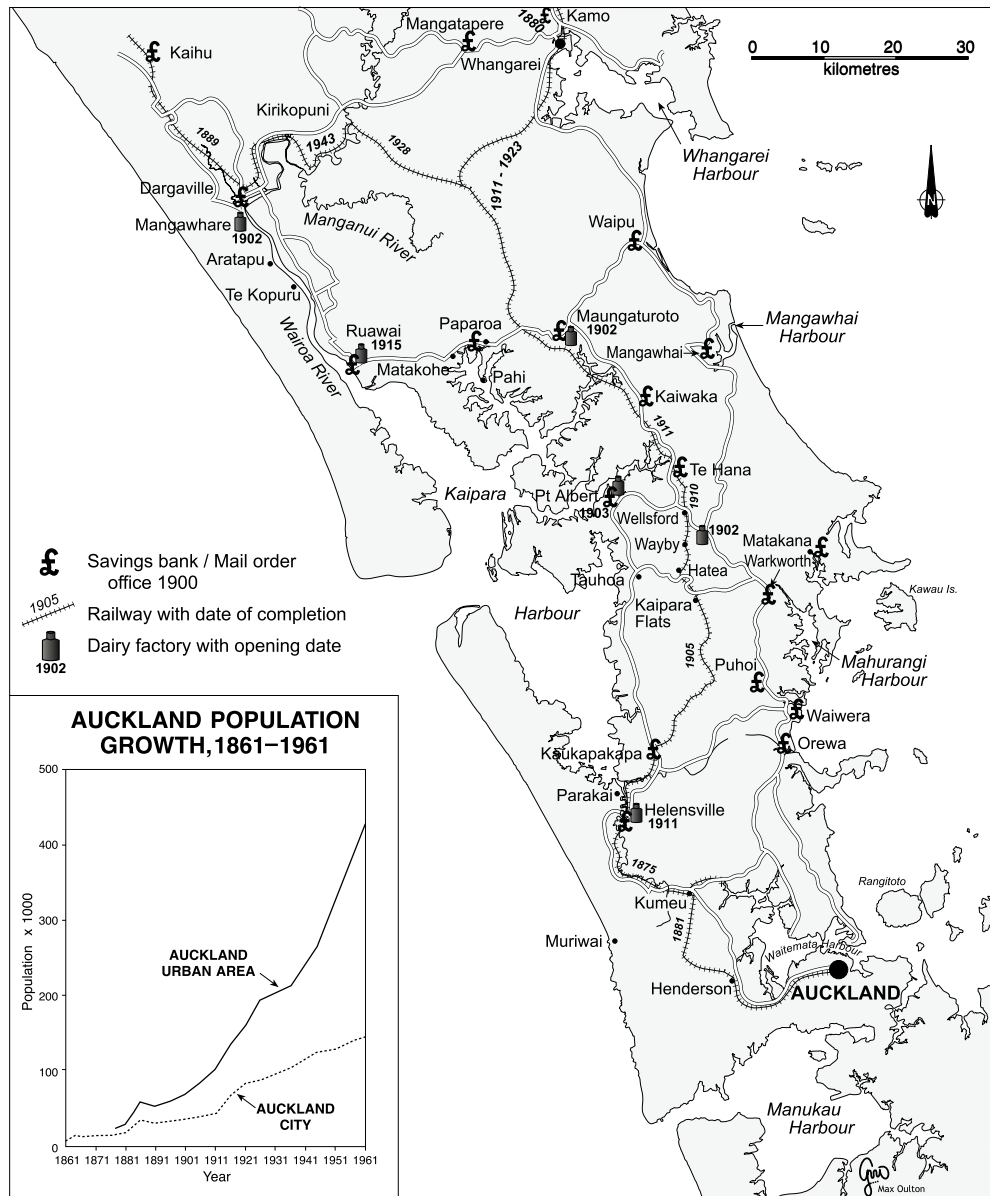 Kamo
1880
Mangatapere
Whangarei
Kaihu
0 10 20 30
kilometres
Kirikopuni
1943
1928
1889
1911 - 1923
Whangarei
Harbour
N
Dargaville
Mangawhare
1902
Manganui River
Waipu
Aratapu
Te Kopuru
Wairoa River
Ruawai
1915
Paparoa
Maungaturoto
1902
Mangawhai
Harbour
Mangawhai
Matakohe
Pahi
Kaiwaka
1911
Te Hana
Kaipara
Pt Albert
1903
1910
Wellsford
1902
Wayby
Matakana
Warkworth
Hatea
Tauhoa
Kawau Is.
Harbour
Kaipara
Flats
1905
Puhoi
Mahurangi
Harbour
Waiwera
Orewa
Kaukapakapa
Parakai
Helensville
1911
1875
Kumeu
Rangitoto
1881
Muriwai
Waitemata Harbour
Henderson
AUCKLAND
Manukau
Harbour
Max Oulton
£ Savings bank / Mail order
office 1900
1905 Railway with date of completion
Dairy factory with opening date
1902
AUCKLAND POPULATION
GROWTH,1861–1961
500
400
300
200
100
0
Population x 1000
AUCKLAND
URBAN AREA
AUCKLAND
CITY
1861 1871 1881 1891 1901 1911 1921 1931 1941 1951 1961
Year